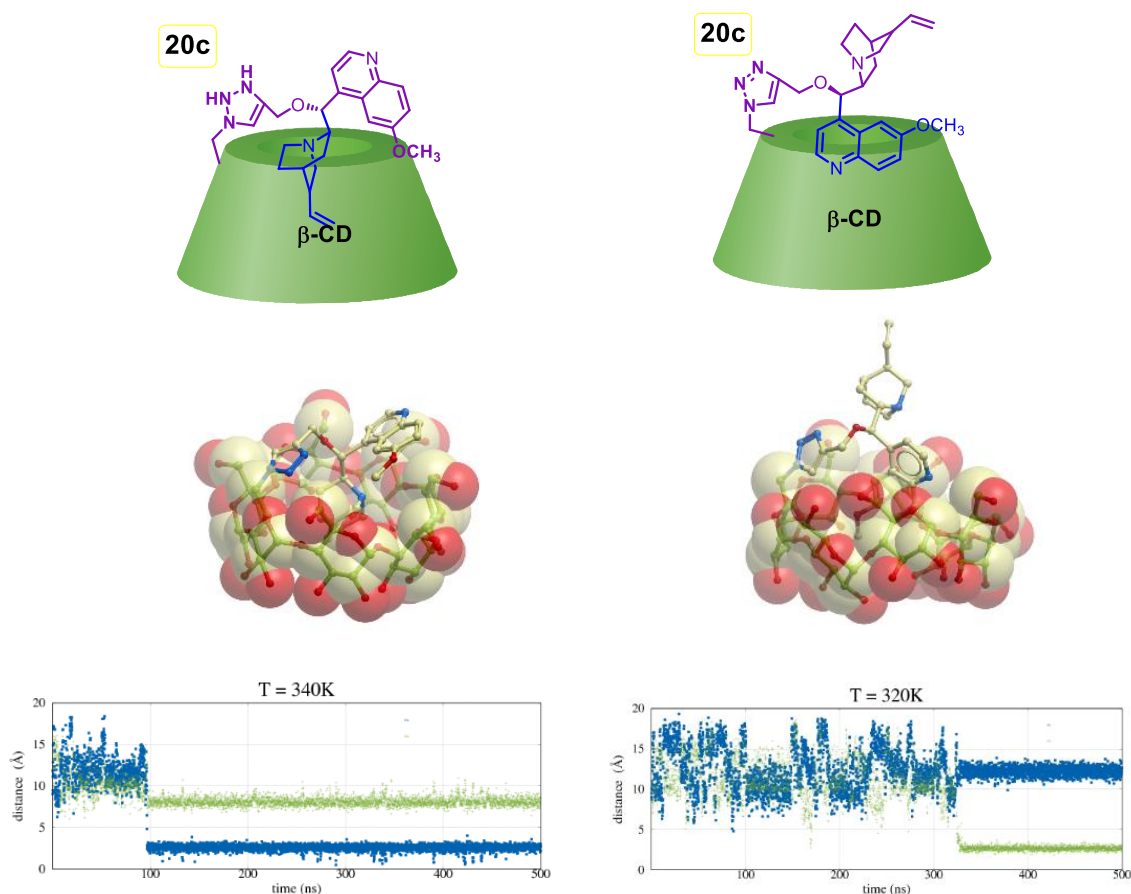 20c
H
HN
HN
N
O
N
N
OCH3
β-CD
20c
N
N
N
O
N
N
OCH3
β-CD
T = 340K
20
15
10
5
0
distance (Å)
100
200
300
400
500
time (ns)
T = 320K
20
15
10
5
0
distance (Å)
100
200
300
400
500
time (ns)